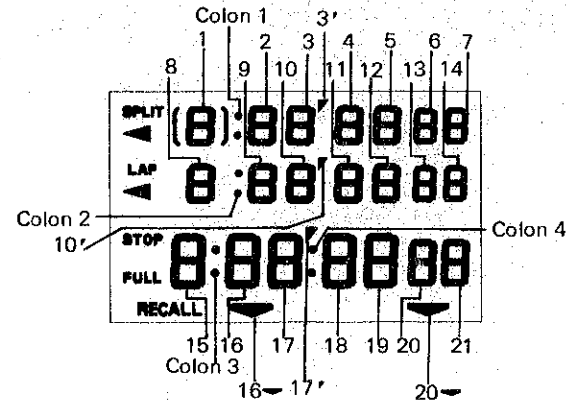 Colon 1
3'
1 2 3 4 5 6 7
8 9 10 11 12 13 14
SPLIT
LAP
Colon 2
10'
STOP
Colon 4
FULL
RECALL
15 16 17 18 19 20 21
Colon 3
16 17' 20